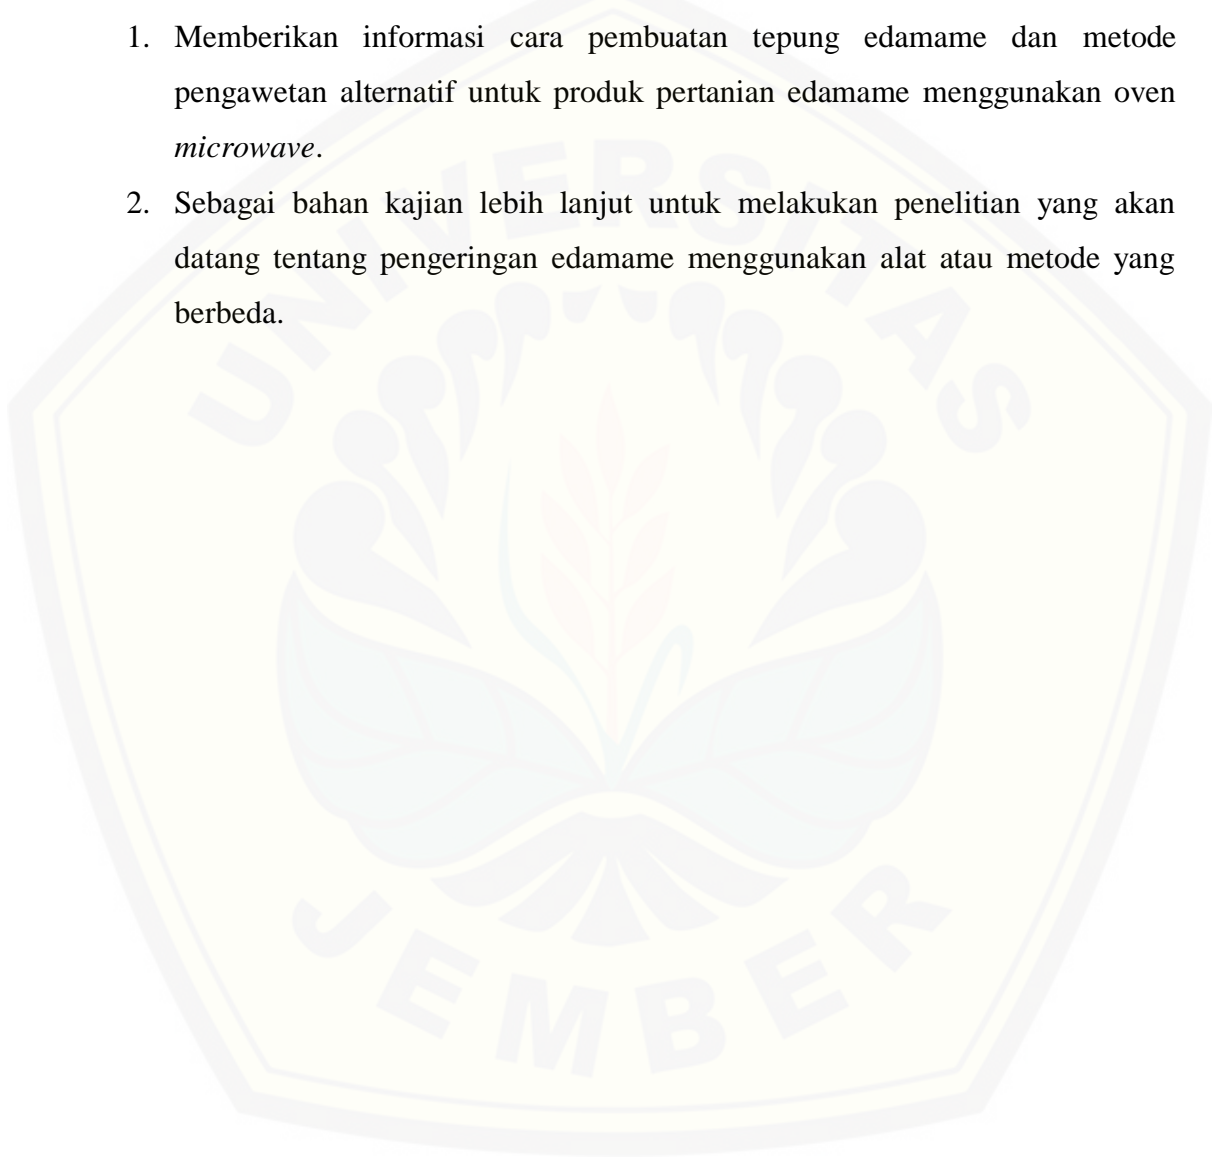 1. Memberikan informasi cara pembuatan tepung edamame dan metode
pengawetan alternatif untuk produk pertanian edamame menggunakan oven
microwave.
2. Sebagai bahan kajian lebih lanjut untuk melakukan penelitian yang akan
datang tentang pengeringan edamame menggunakan alat atau metode yang
berbeda.
UNIVERSITAS
JEMBER